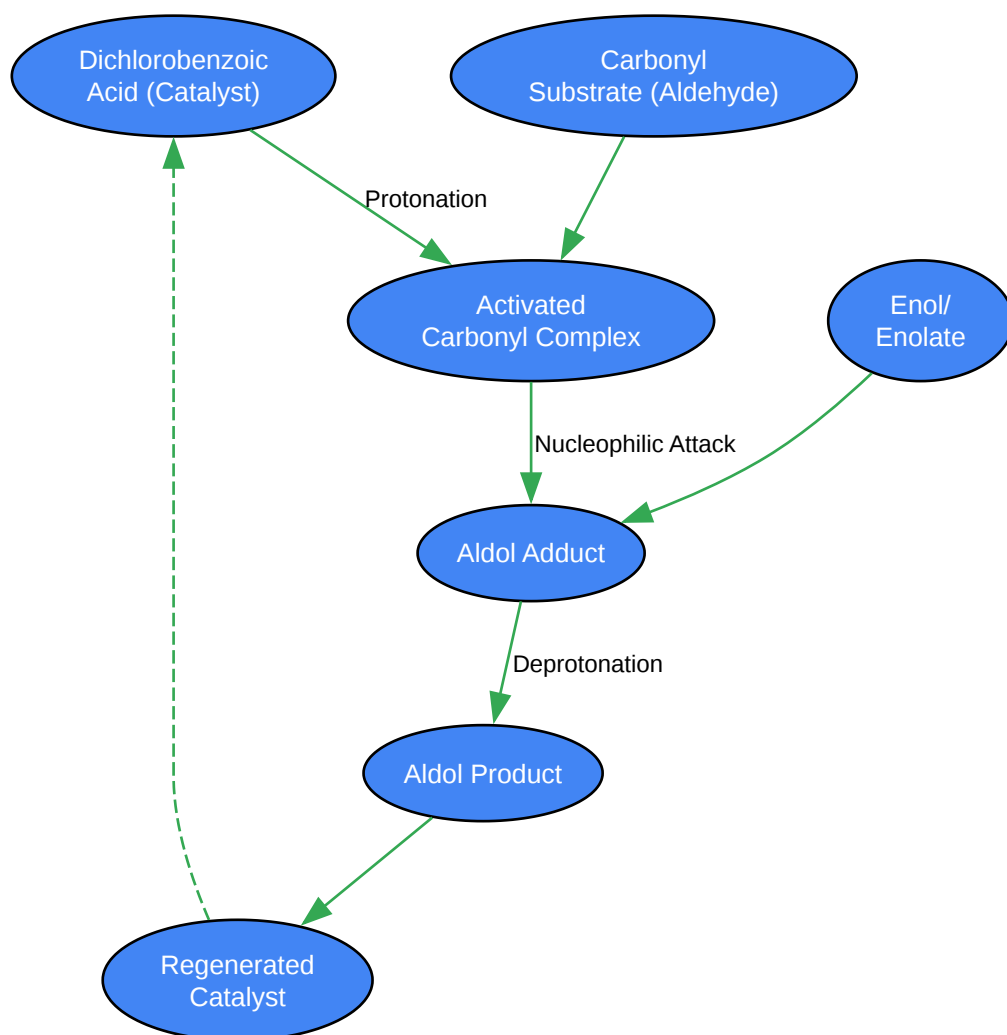 Dichlorobenzoic
Acid (Catalyst)
Carbonyl
Substrate (Aldehyde)
Protonation
Activated
Carbonyl Complex
Enol/
Enolate
Nucleophilic Attack
Aldol Adduct
Deprotonation
Aldol Product
Regenerated
Catalyst